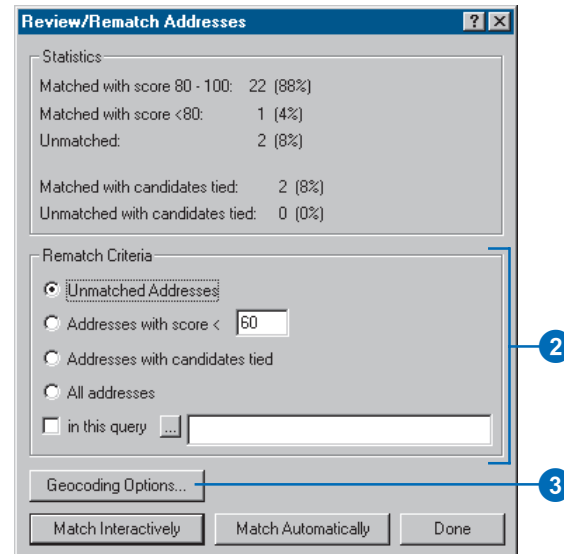 Review/Rematch Addresses
Statistics
Matched with score 80 - 100: 22 (88%)
Matched with score <80: 1 (4%)
Unmatched: 2 (8%)
Matched with candidates tied: 2 (8%)
Unmatched with candidates tied: 0 (0%)
Rematch Criteria
Unmatched Addresses
Addresses with score < 60
2
Addresses with candidates tied
All addresses
in this query ...
Geocoding Options...
3
Match Interactively Match Automatically Done